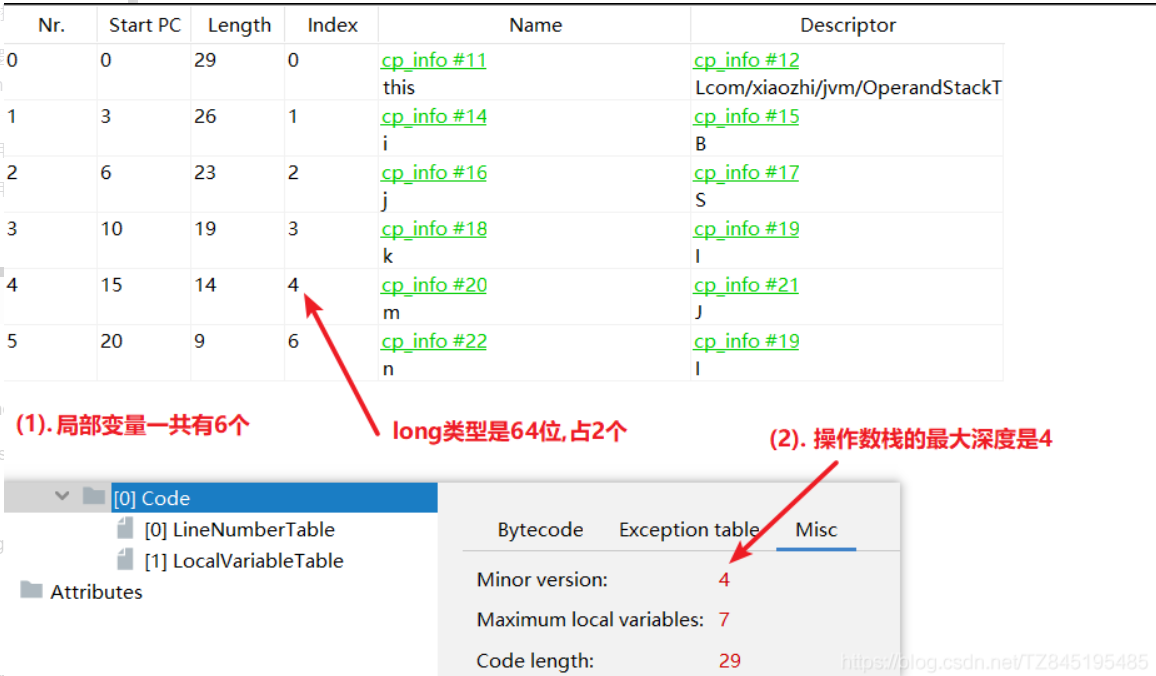 Nr. Start PC Length Index Name Descriptor
0 0 29 0 cp_info #11 cp_info #12
this Lcom/xiaozhi/jvm/OperandStackT
1 3 26 1 cp_info #14 cp_info #15
i B
2 6 23 2 cp_info #16 cp_info #17
j S
3 10 19 3 cp_info #18 cp_info #19
k I
4 15 14 4 cp_info #20 cp_info #21
m J
5 20 9 6 cp_info #22 cp_info #19
n I
(1). 局部变量一共有6个
long类型是64位,占2个
(2). 操作数栈的最大深度是4
[0] Code
[0] LineNumberTable
[1] LocalVariableTable
Attributes
Bytecode Exception table Misc
Minor version: 4
Maximum local variables: 7
Code length: 29
https://blog.csdn.net/TZ845195485